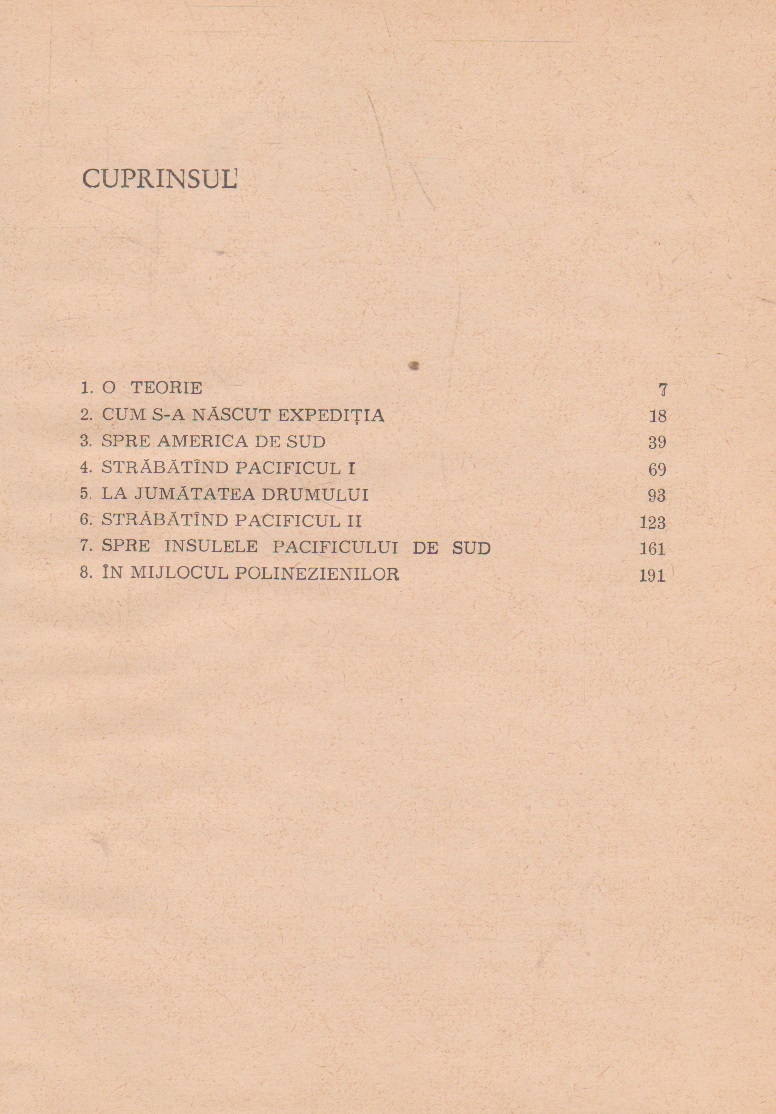 CUPRINSUL
1. O TEORIE 7
2. CUM S-A NĂSCUT EXPEDIȚIA 18
3. SPRE AMERICA DE SUD 39
4. STRĂBĂTÎND PACIFICUL I 69
5. LA JUMĂTATEA DRUMULUI 93
6. STRĂBĂTÎND PACIFICUL II 123
7. SPRE INSULELE PACIFICULUI DE SUD 161
8. ÎN MIJLOCUL POLINEZIENILOR 191